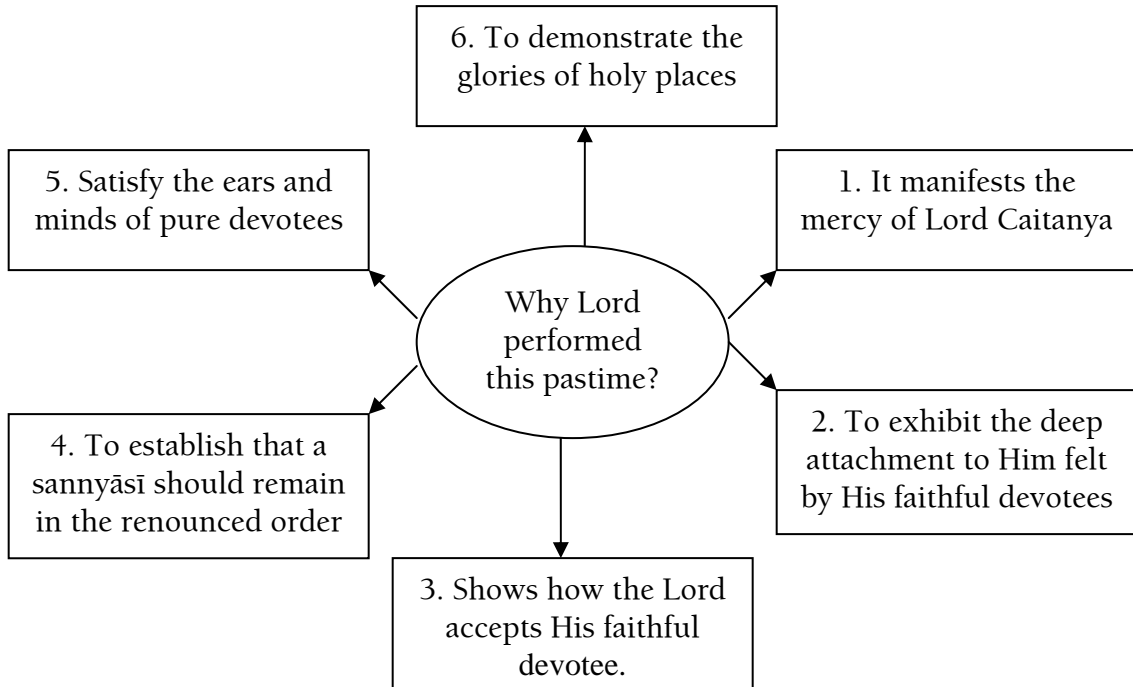 6. To demonstrate the
glories of holy places
5. Satisfy the ears and
minds of pure devotees
1. It manifests the
mercy of Lord Caitanya
Why Lord
performed
this pastime?
4. To establish that a
sannyāsī should remain
in the renounced order
2. To exhibit the deep
attachment to Him felt
by His faithful devotees
3. Shows how the Lord
accepts His faithful
devotee.